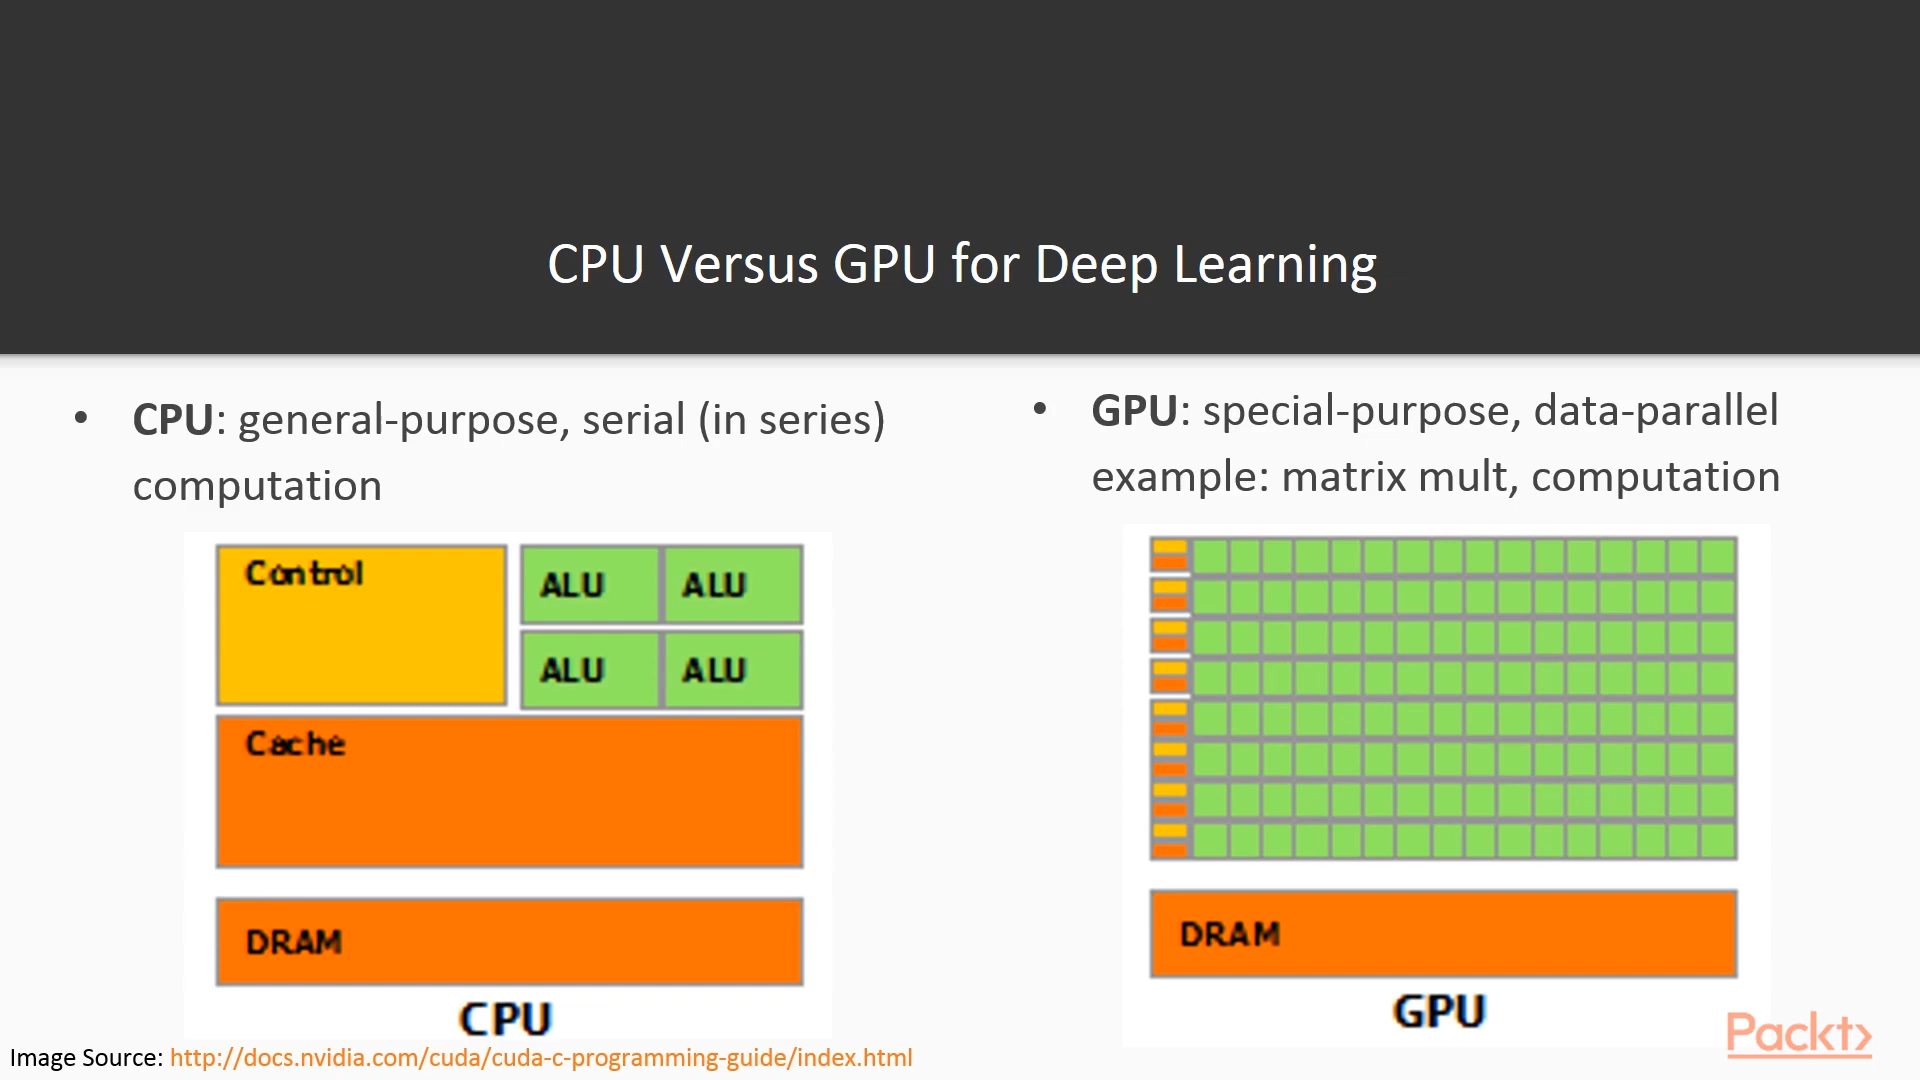 CPU Versus GPU for Deep Learning
• CPU: general-purpose, serial (in series)
computation
• GPU: special-purpose, data-parallel
example: matrix mult, computation
Control
ALU ALU
ALU ALU
Cache
DRAM
CPU
DRAM
GPU
Image Source: http://docs.nvidia.com/cuda/cuda-c-programming-guide/index.html
Packt>